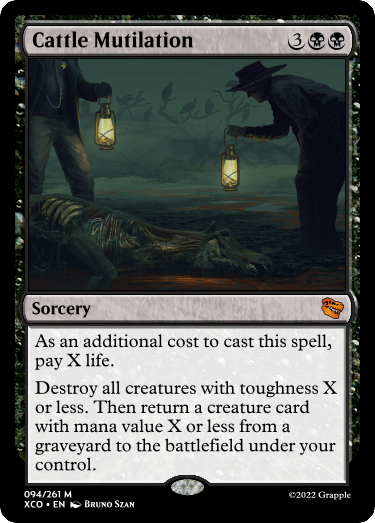 Cattle Mutilation 3
Sorcery
As an additional cost to cast this spell,
pay X life.
Destroy all creatures with toughness X
or less. Then return a creature card
with mana value X or less from a
graveyard to the battlefield under your
control.
094/261 M
XCO • EN Bruno Szan
©2022 Grapple